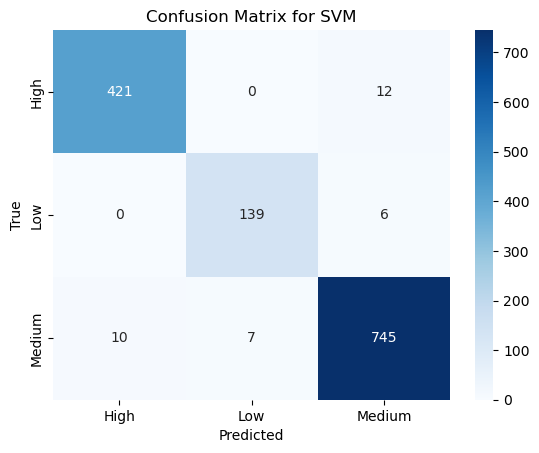 Confusion Matrix for SVM
True
High
Low
Medium
421 0 12
0 139 6
10 7 745
High Low Medium
Predicted
700
600
500
400
300
200
100
0